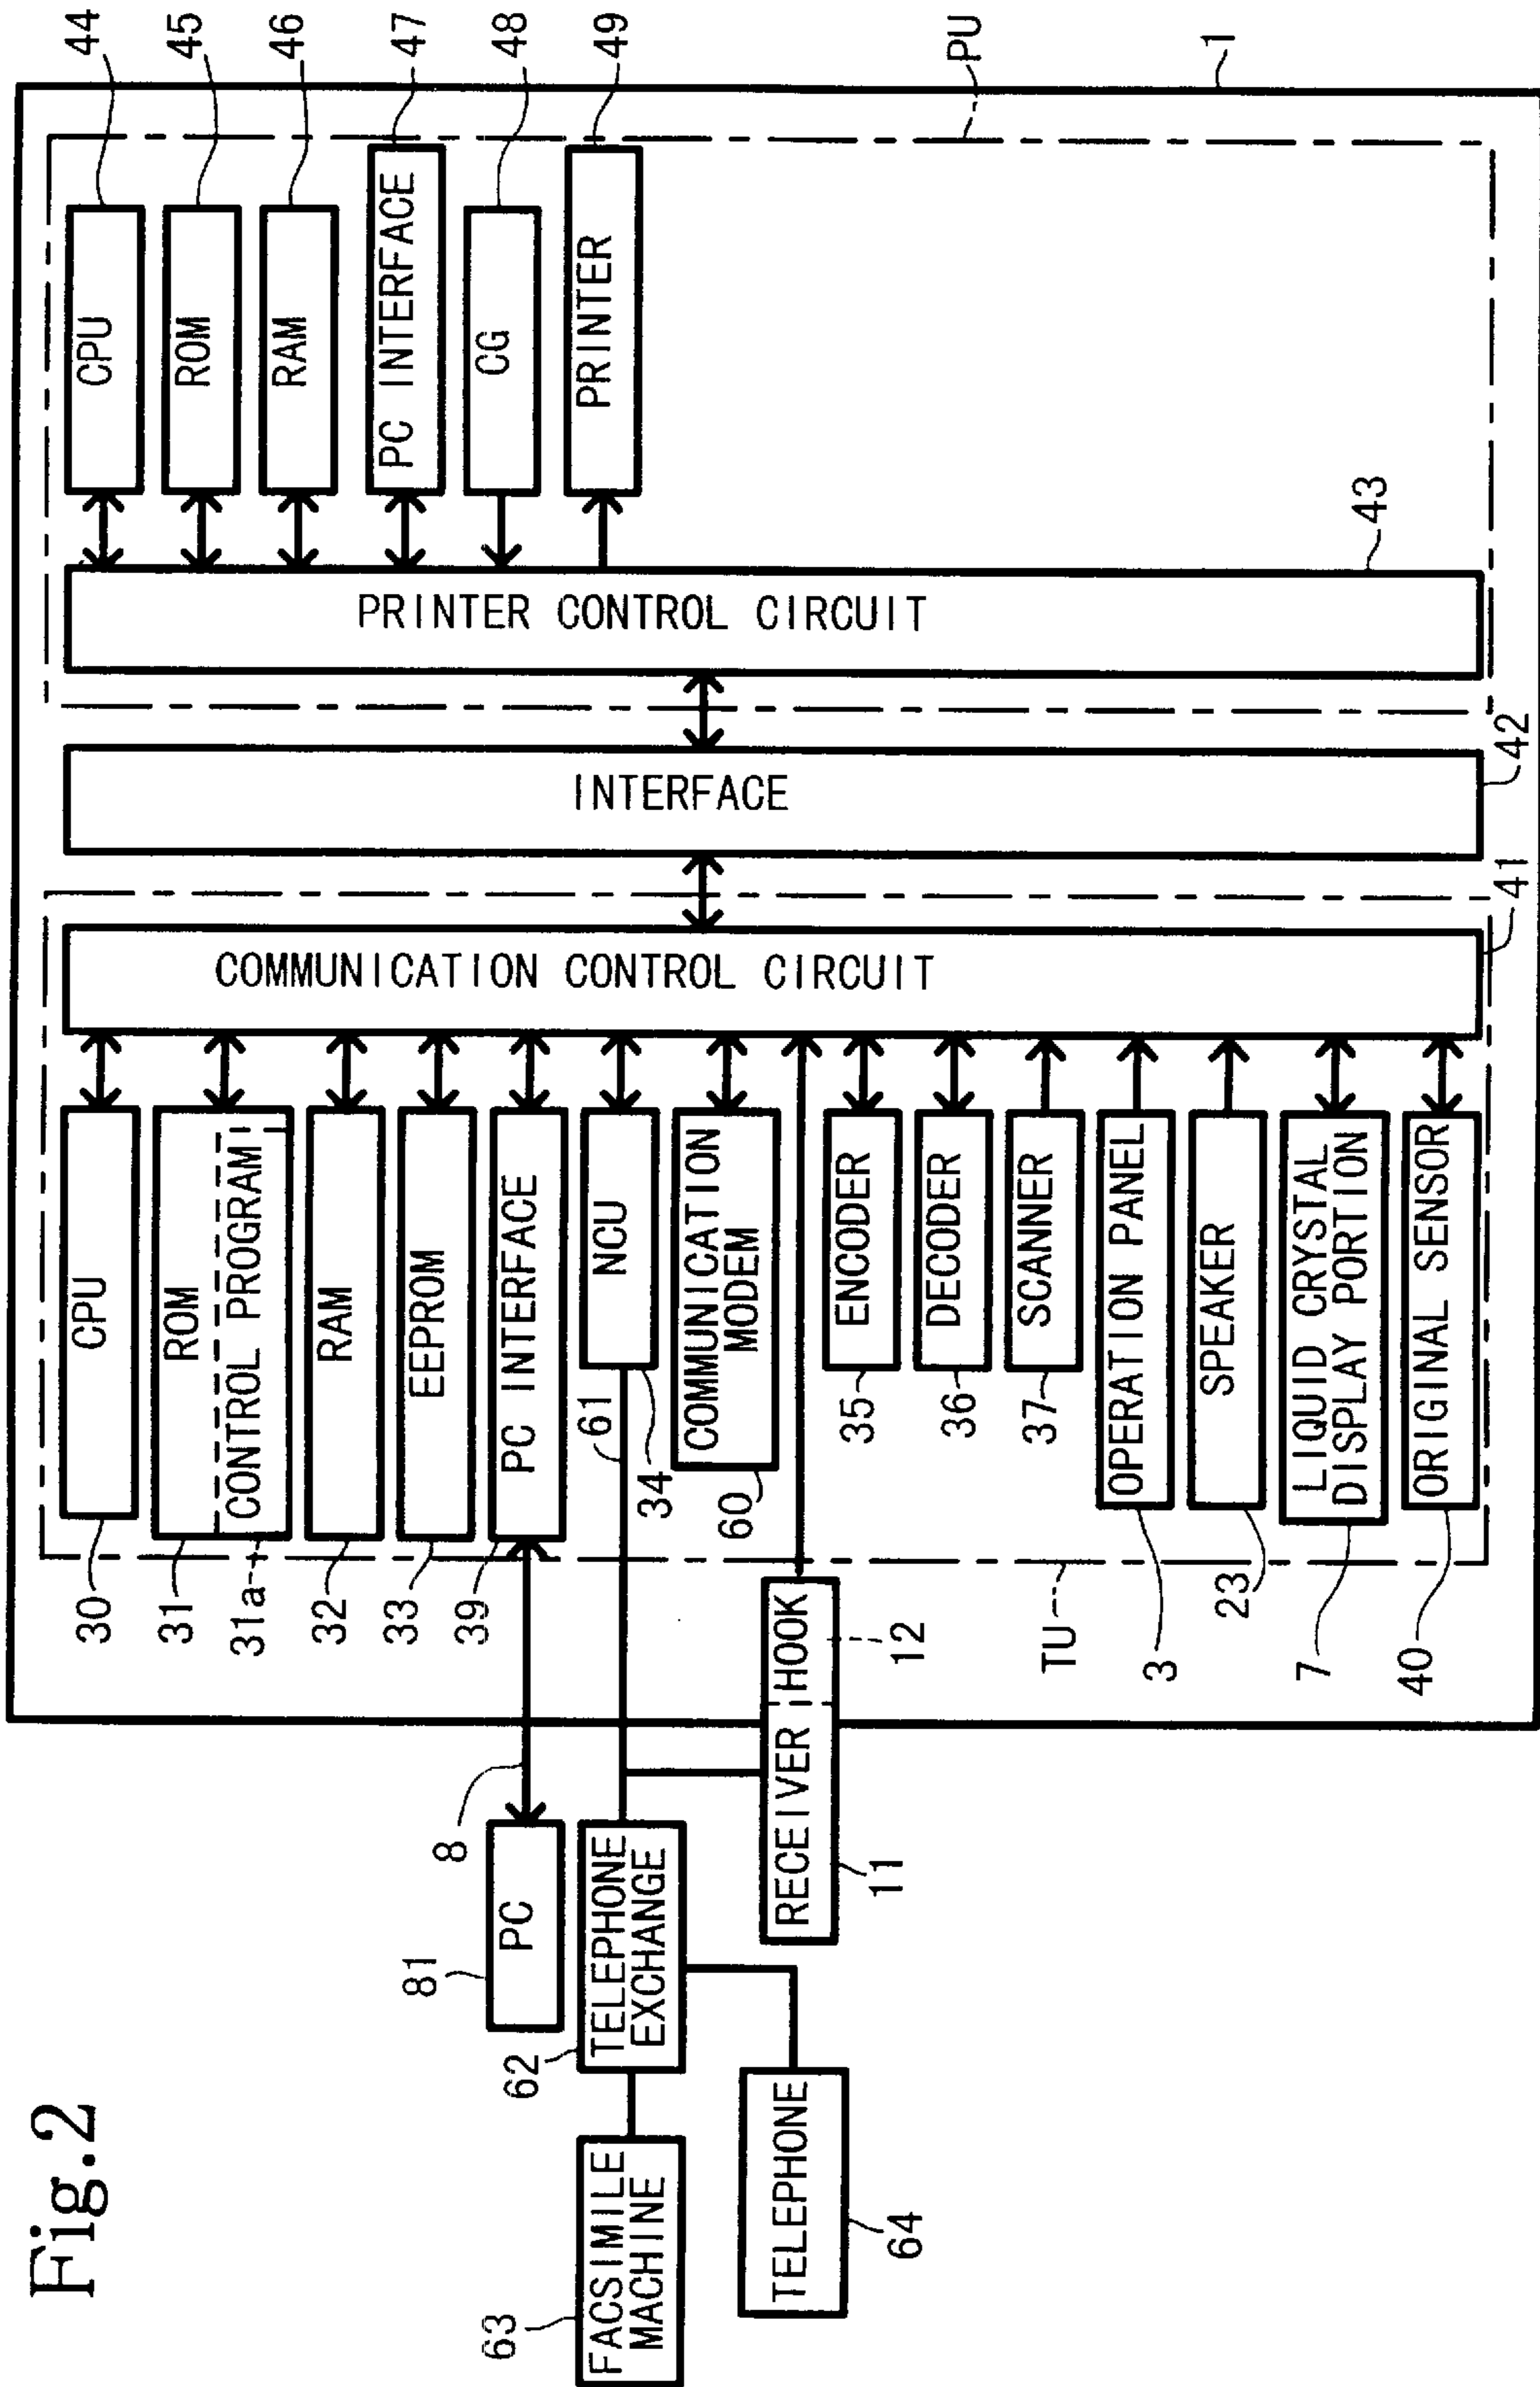 Fig.2
63
FACSIMILE
MACHINE
TELEPHONE
64
62
TELEPHONE
EXCHANGE
81
PC
8
RECEIVER
11
HOOK
12
61
TU
30
CPU
31
ROM
31a
CONTROL PROGRAM
32
RAM
33
EEPROM
39
PC INTERFACE
NCU
34
COMMUNICATION
MODEM
60
ENCODER
35
DECODER
36
SCANNER
37
OPERATION PANEL
3
SPEAKER
23
LIQUID CRYSTAL
DISPLAY PORTION
7
ORIGINAL SENSOR
40
COMMUNICATION CONTROL CIRCUIT
41
INTERFACE
42
PRINTER CONTROL CIRCUIT
43
CPU
44
ROM
45
RAM
46
PC INTERFACE
47
CG
48
PRINTER
49
PU
1